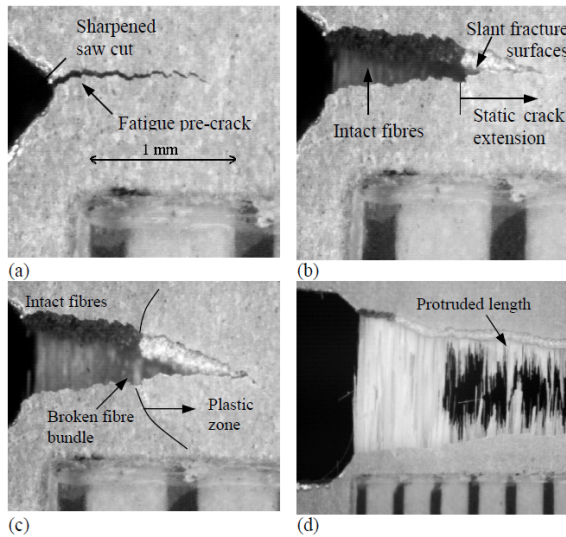 Sharpened
saw cut
Fatigue pre-crack
1 mm
(a)
Slant fracture
surfaces
Intact fibres
Static crack
extension
(b)
Intact fibres
Broken fibre
bundle
Plastic
zone
(c)
Protruded length
(d)